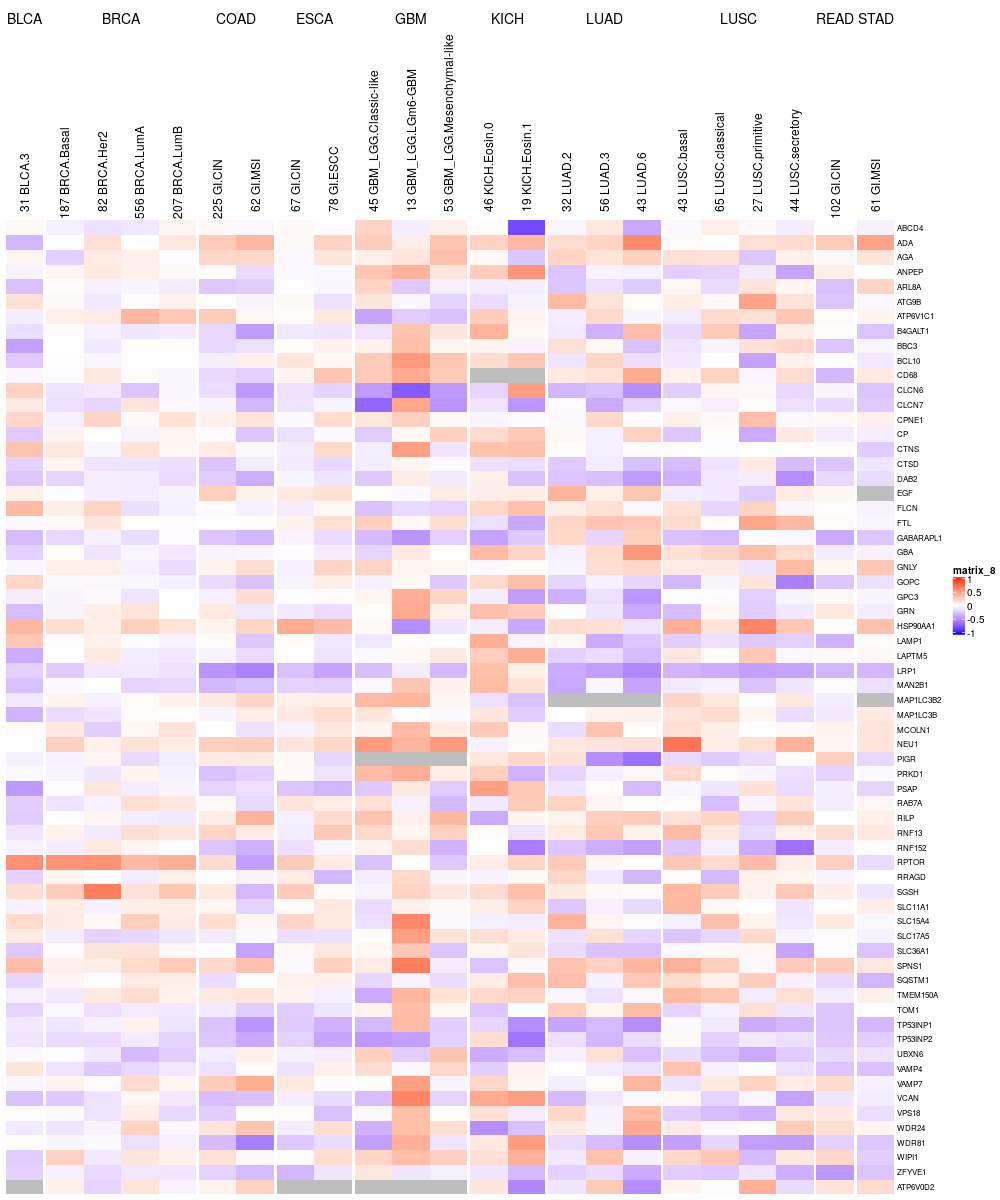 BLCA BRCA COAD ESCA GBM KICH LUAD LUSC READ STAD
31 BLCA.3
187 BRCA.Basal
82 BRCA.Her2
556 BRCA.LumA
207 BRCA.LumB
225 GI.CIN
62 GI.MSI
67 GI.CIN
78 GI.ESCC
45 GBM_LGG.Classic-like
13 GBM_LGG.LGm6-GBM
53 GBM_LGG.Mesenchymal-like
46 KICH.Eosin.0
19 KICH.Eosin.1
32 LUAD.2
56 LUAD.3
43 LUAD.6
43 LUSC.basal
65 LUSC.classical
27 LUSC.primitive
44 LUSC.secretory
102 GI.CIN
61 GI.MSI
ABCD4
ADA
AGA
ANPEP
ARL8A
ATG9B
ATP6V1C1
B4GALT1
BBC3
BCL10
CD68
CLCN6
CLCN7
CPNE1
CP
CTNS
CTSD
DAB2
EGF
FLCN
FTL
GABARAPL1
GBA
GNLY
GOPC
GPC3
GRN
HSP90AA1
LAMP1
LAPTM5
LRP1
MAN2B1
MAP1LC3B2
MAP1LC3B
MCOLN1
NEU1
PIGR
PRKD1
PSAP
RAB7A
RILP
RNF13
RNF152
RPTOR
RRAGD
SGSH
SLC11A1
SLC15A4
SLC17A5
SLC36A1
SPNS1
SQSTM1
TMEM150A
TOM1
TP53INP1
TP53INP2
UBXN6
VAMP4
VAMP7
VCAN
VPS18
WDR24
WDR81
WIPI1
ZFYVE1
ATP6V0D2
matrix_8
1
0.5
0
-0.5
-1